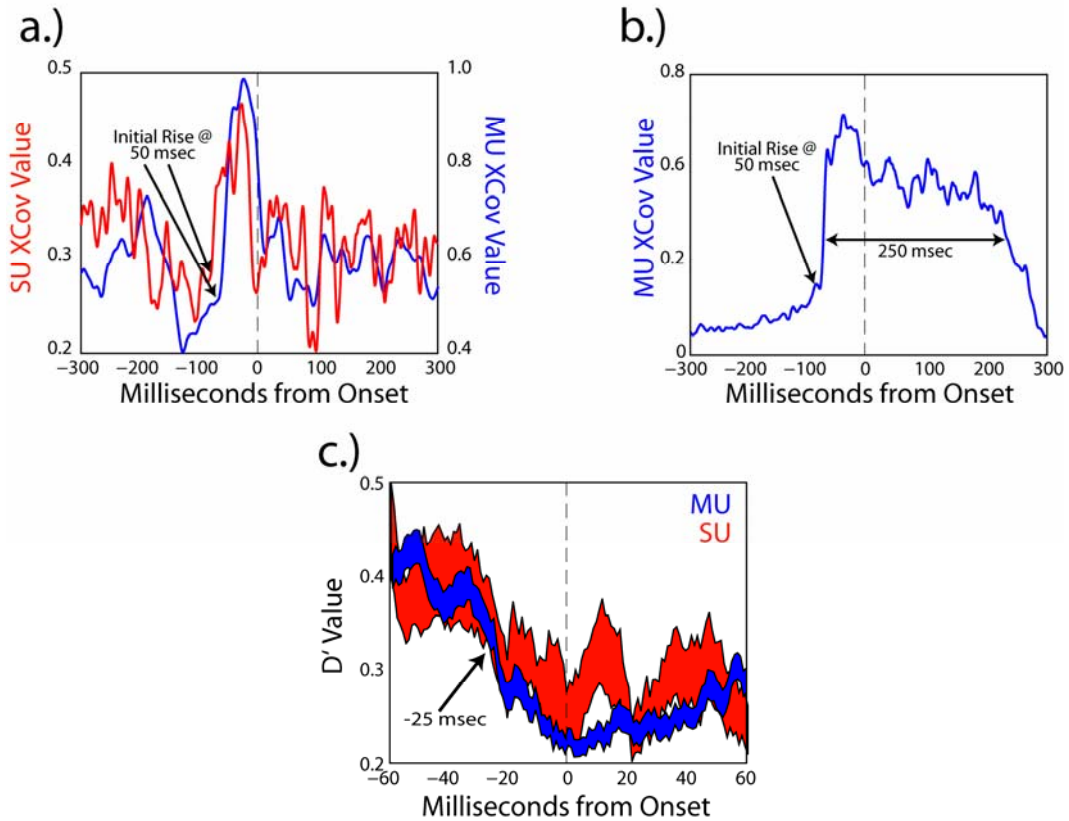 a.)
0.5
0.4
0.3
0.2
SU XCov Value
Initial Rise @
50 msec
1.0
0.8
0.6
0.4
MU XCov Value
−300 −200 −100 0 100 200 300
Milliseconds from Onset
b.)
0.8
0.6
0.2
0
MU XCov Value
Initial Rise @
50 msec
250 msec
−300 −200 −100 0 100 200 300
Milliseconds from Onset
c.)
0.5
0.4
0.3
0.2
D' Value
MU
SU
-25 msec
−60 −40 −20 0 20 40 60
Milliseconds from Onset